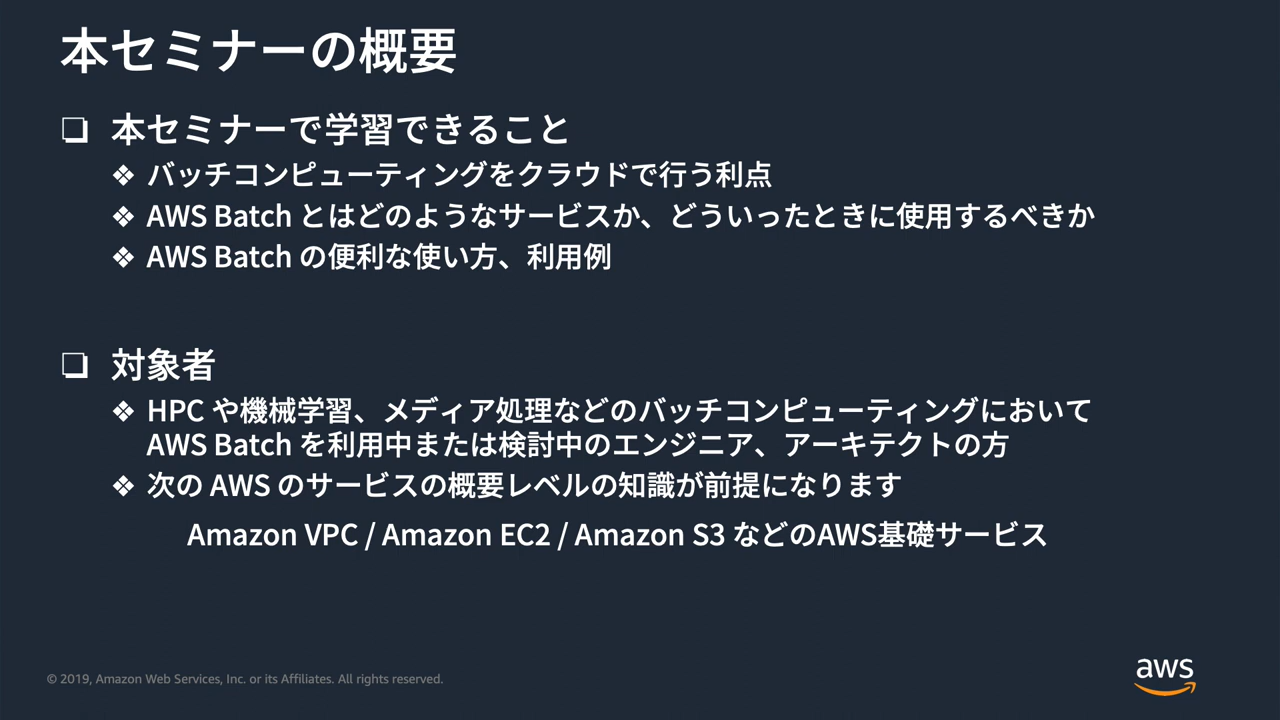 本セミナーの概要
❏ 本セミナーで学習できること
❖ バッチコンピューティングをクラウドで行う利点
❖ AWS Batch とはどのようなサービスか、どういったときに使用するべきか
❖ AWS Batch の便利な使い方、利用例
❏ 対象者
❖ HPC や機械学習、メディア処理などのバッチコンピューティングにおいて
AWS Batch を利用中または検討中のエンジニア、アーキテクトの方
❖ 次の AWS のサービスの概要レベルの知識が前提になります
Amazon VPC / Amazon EC2 / Amazon S3 などのAWS基礎サービス
© 2019, Amazon Web Services, Inc. or its Affiliates. All rights reserved.
aws